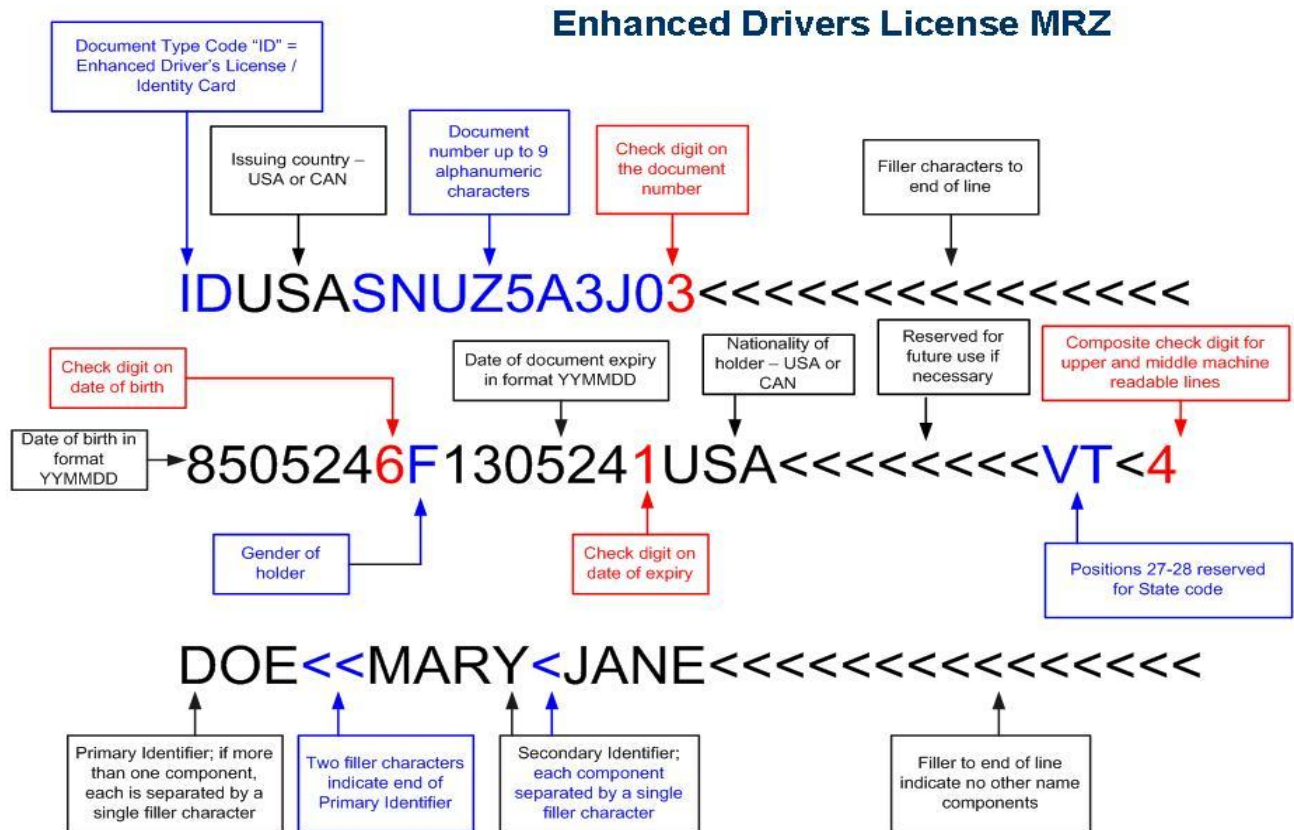 Enhanced Drivers License MRZ
Document Type Code “ID” =
Enhanced Driver’s License /
Identity Card
Issuing country –
USA or CAN
Document
number up to 9
alphanumeric
characters
Check digit on
the document
number
Filler characters to
end of line
IDUSASNUZ5A3J03<<<<<<<<<<<<<<<
Check digit on
date of birth
Date of document expiry
in format YYMMDD
Nationality of
holder – USA or
CAN
Reserved for
future use if
necessary
Composite check digit for
upper and middle machine
readable lines
Date of birth in
format
YYMMDD
8505246F1305241USA<<<<<<<<VT<4
Gender of
holder
Check digit on
date of expiry
Positions 27-28 reserved
for State code
DOE<<MARY<JANE<<<<<<<<<<<<<<<
Primary Identifier; if more
than one component,
each is separated by a
single filler character
Two filler characters
indicate end of
Primary Identifier
Secondary Identifier;
each component
separated by a single
filler character
Filler to end of line
indicate no other name
components